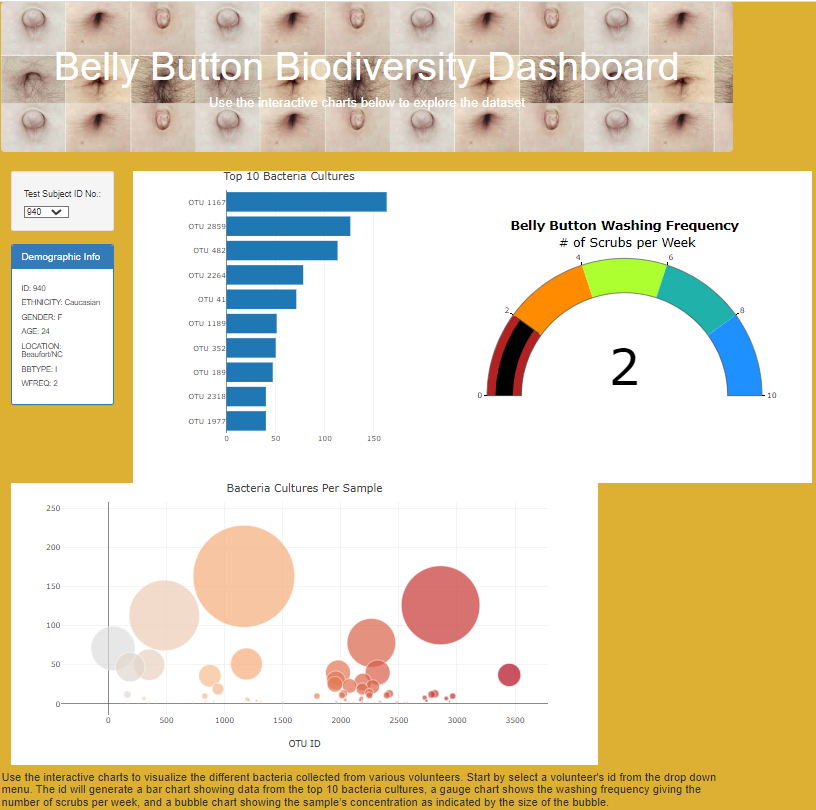 Belly Button Biodiversity Dashboard
Use the interactive charts below to explore the dataset
Test Subject ID No.:
940
Demographic Info
ID: 940
ETHNICITY: Caucasian
GENDER: F
AGE: 24
LOCATION:
Beaufort/NC
BBTYPE: I
WFREQ: 2
Top 10 Bacteria Cultures
OTU 1167
OTU 2859
OTU 482
OTU 2264
OTU 41
OTU 1189
OTU 352
OTU 189
OTU 2318
OTU 1977
0 50 100 150
Belly Button Washing Frequency
# of Scrubs per Week
0 2 4 6 8 10
2
Bacteria Cultures Per Sample
250
200
150
100
50
0
0 500 1000 1500 2000 2500 3000 3500
OTU ID
Use the interactive charts to visualize the different bacteria collected from various volunteers. Start by select a volunteer's id from the drop down
menu. The id will generate a bar chart showing data from the top 10 bacteria cultures, a gauge chart shows the washing frequency giving the
number of scrubs per week, and a bubble chart showing the sample's concentration as indicated by the size of the bubble.